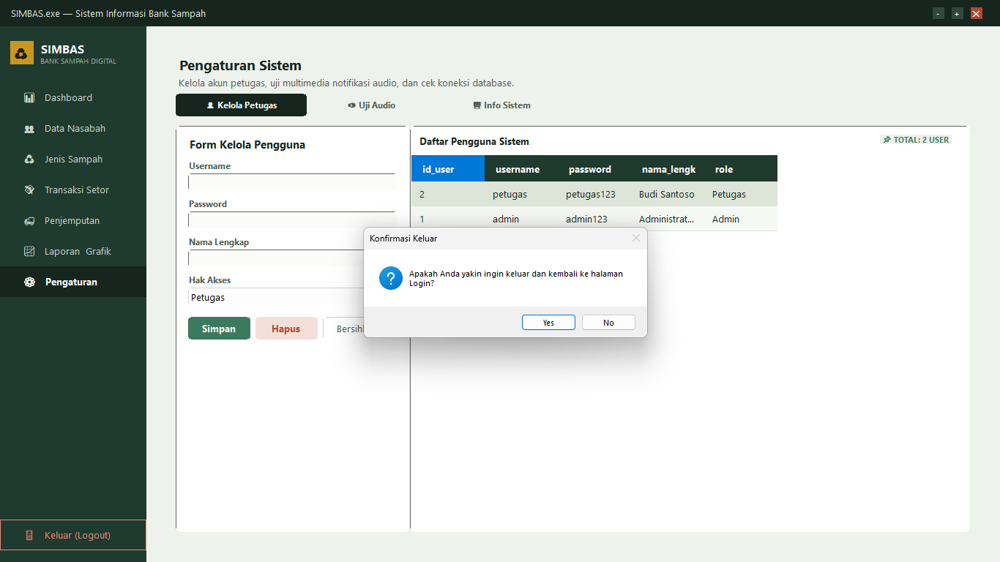 SIMBAS.exe — Sistem Informasi Bank Sampah
SIMBAS
BANK SAMPAH DIGITAL
Dashboard
Data Nasabah
Jenis Sampah
Transaksi Setor
Penjemputan
Laporan Grafik
Pengaturan
Keluar (Logout)
Pengaturan Sistem
Kelola akun petugas, uji multimedia notifikasi audio, dan cek koneksi database.
Kelola Petugas
Uji Audio
Info Sistem
Form Kelola Pengguna
Username
Password
Nama Lengkap
Hak Akses
Petugas
Simpan
Hapus
Daftar Pengguna Sistem
TOTAL: 2 USER
id_user username password nama_lengk role
2 petugas petugas123 Budi Santoso Petugas
1 admin admin123 Administrat... Admin
Konfirmasi Keluar
Apakah Anda yakin ingin keluar dan kembali ke halaman
Login?
Yes
No